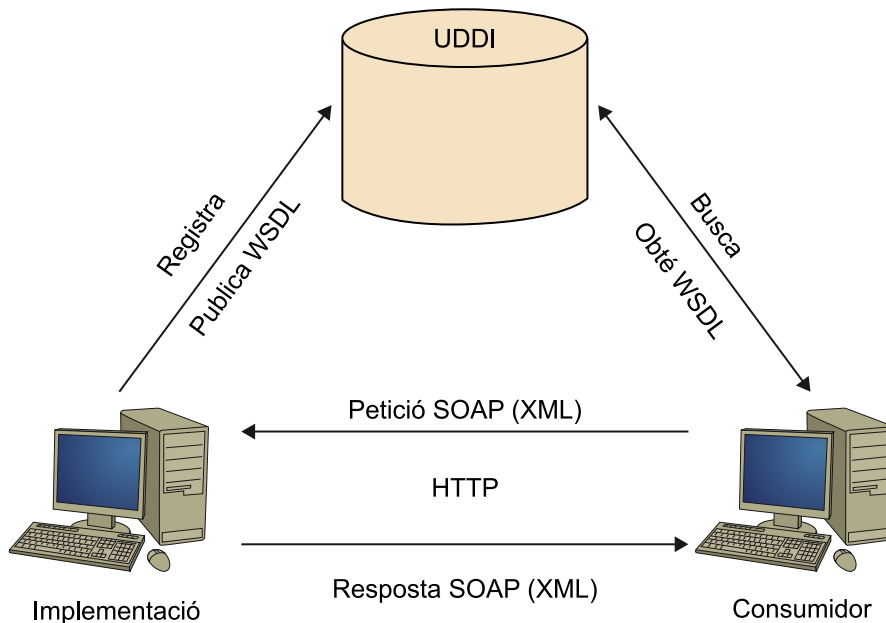 UDDI
Registra
Publica WSDL
Busca
Obté WSDL
Petició SOAP (XML)
HTTP
Resposta SOAP (XML)
Implementació
Consumidor